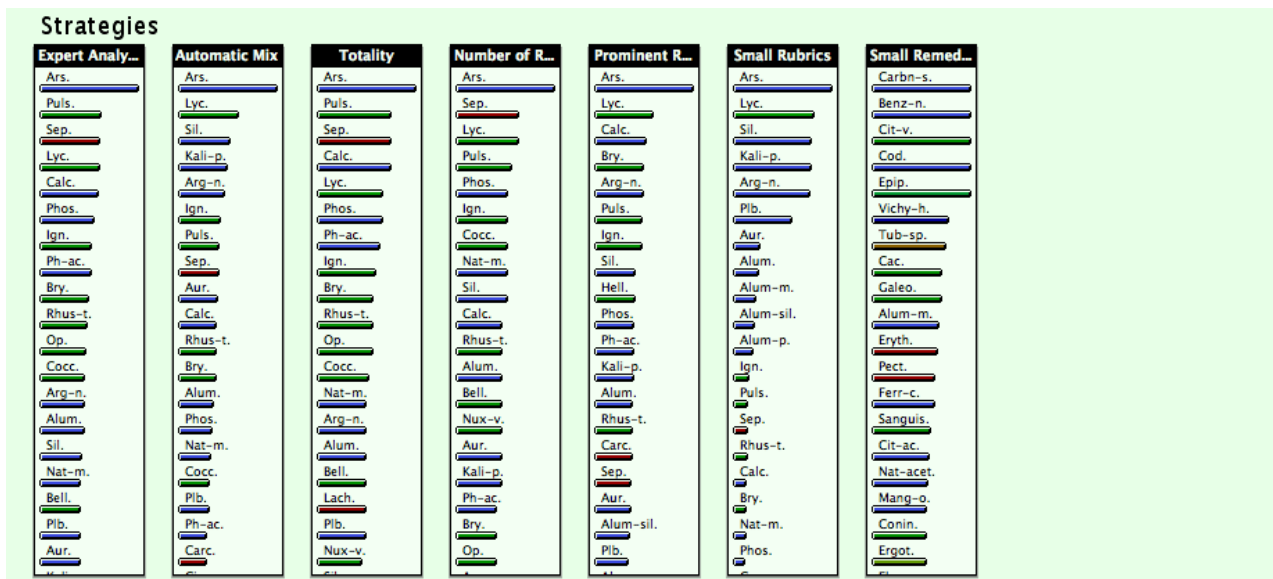 Strategies
Expert Analy...
Ars.
Puls.
Sep.
Lyc.
Calc.
Phos.
Ign.
Ph-ac.
Bry.
Rhus-t.
Op.
Cocc.
Arg-n.
Alum.
Sil.
Nat-m.
Bell.
Plb.
Aur.
Automatic Mix
Ars.
Lyc.
Sil.
Kali-p.
Arg-n.
Ign.
Puls.
Sep.
Aur.
Calc.
Rhus-t.
Bry.
Alum.
Phos.
Nat-m.
Cocc.
Plb.
Ph-ac.
Carc.
Totality
Ars.
Puls.
Sep.
Calc.
Lyc.
Phos.
Ph-ac.
Ign.
Bry.
Rhus-t.
Op.
Cocc.
Nat-m.
Arg-n.
Alum.
Bell.
Lach.
Plb.
Nux-v.
Number of R...
Ars.
Sep.
Lyc.
Puls.
Phos.
Ign.
Cocc.
Nat-m.
Sil.
Calc.
Rhus-t.
Alum.
Bell.
Nux-v.
Aur.
Kali-p.
Ph-ac.
Bry.
Op.
Prominent R...
Ars.
Lyc.
Calc.
Bry.
Arg-n.
Puls.
Ign.
Sil.
Hell.
Phos.
Ph-ac.
Kali-p.
Alum.
Rhus-t.
Carc.
Sep.
Aur.
Alum-sil.
Plb.
Small Rubrics
Ars.
Lyc.
Sil.
Kali-p.
Arg-n.
Plb.
Aur.
Alum.
Alum-m.
Alum-sil.
Alum-p.
Ign.
Puls.
Sep.
Rhus-t.
Calc.
Bry.
Nat-m.
Phos.
Small Remed...
Carbn-s.
Benz-n.
Cit-v.
Cod.
Epip.
Vichy-h.
Tub-sp.
Cac.
Galeo.
Alum-m.
Eryth.
Pect.
Ferr-c.
Sanguis.
Cit-ac.
Nat-acet.
Mang-o.
Conin.
Ergot.